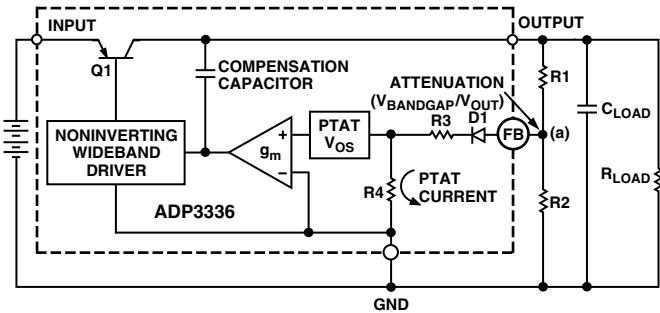 INPUT
OUTPUT
Q1
COMPENSATION
CAPACITOR
ATTENUATION
(VBANDGAP/VOUT)
R1
CLOAD
NONINVERTING
WIDEBAND
DRIVER
gm
+
−
PTAT
VOS
R3
D1
FB
(a)
R4
PTAT
CURRENT
R2
RLOAD
ADP3336
GND